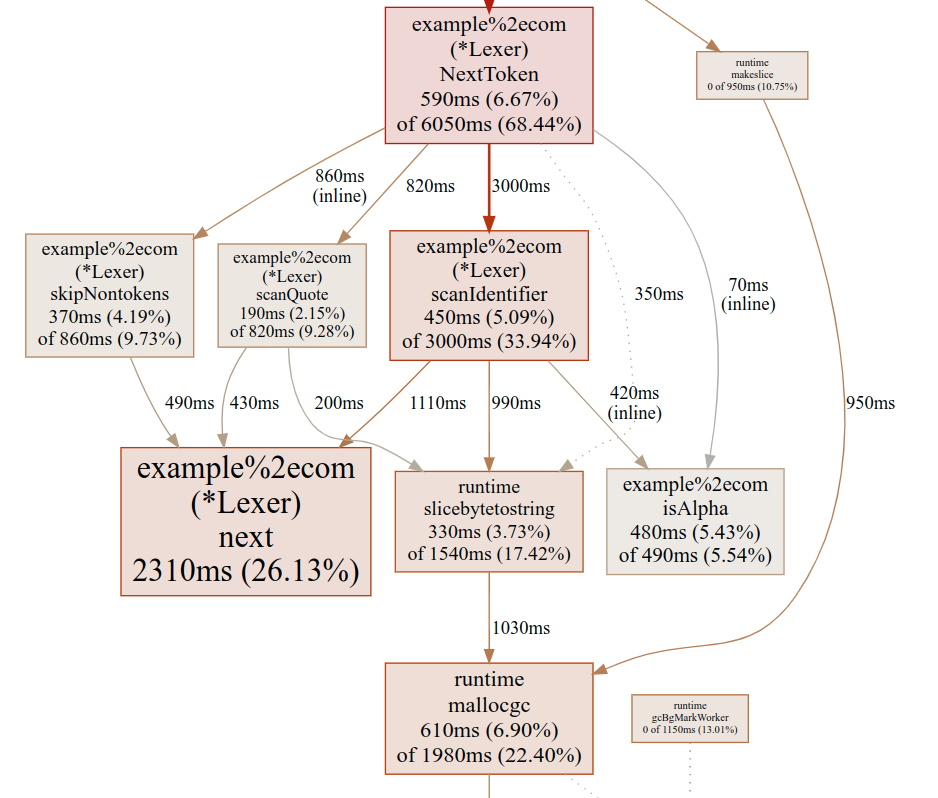 example%2ecom
(*Lexer)
NextToken
590ms (6.67%)
of 6050ms (68.44%)
runtime
makeslice
0 of 950ms (10.75%)
860ms
(inline)
820ms
3000ms
example%2ecom
(*Lexer)
skipNontokens
370ms (4.19%)
of 860ms (9.73%)
example%2ecom
(*Lexer)
scanQuote
190ms (2.15%)
of 820ms (9.28%)
example%2ecom
(*Lexer)
scanIdentifier
450ms (5.09%)
of 3000ms (33.94%)
350ms
70ms
(inline)
490ms
430ms
200ms
1110ms
990ms
420ms
(inline)
950ms
example%2ecom
(*Lexer)
next
2310ms (26.13%)
runtime
slicebytetostring
330ms (3.73%)
of 1540ms (17.42%)
example%2ecom
isAlpha
480ms (5.43%)
of 490ms (5.54%)
1030ms
runtime
mallocgc
610ms (6.90%)
of 1980ms (22.40%)
runtime
gcBgMarkWorker
0 of 1150ms (13.01%)